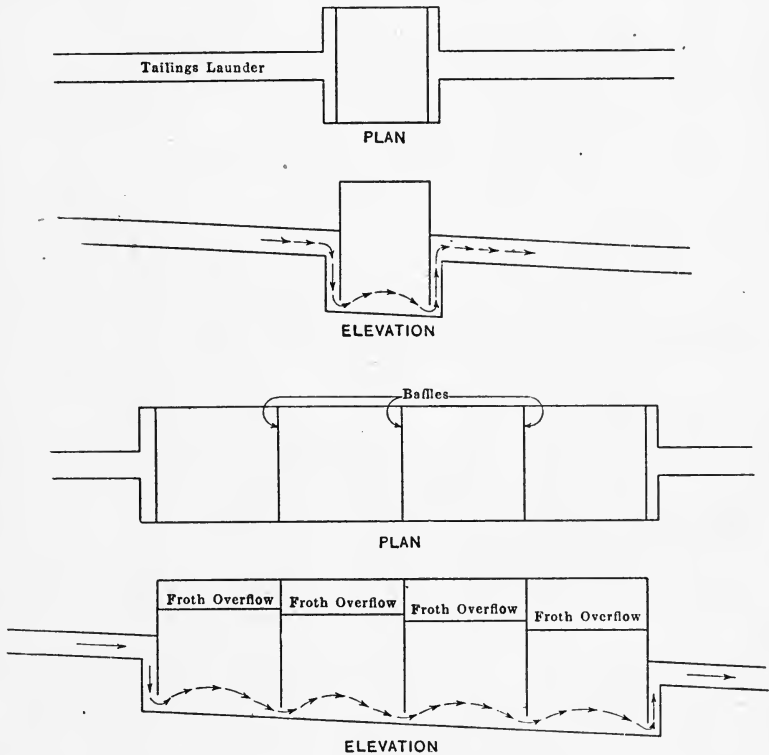 Tailings Launder
PLAN
ELEVATION
Baffles
PLAN
Froth Overflow
Froth Overflow
Froth Overflow
Froth Overflow
ELEVATION